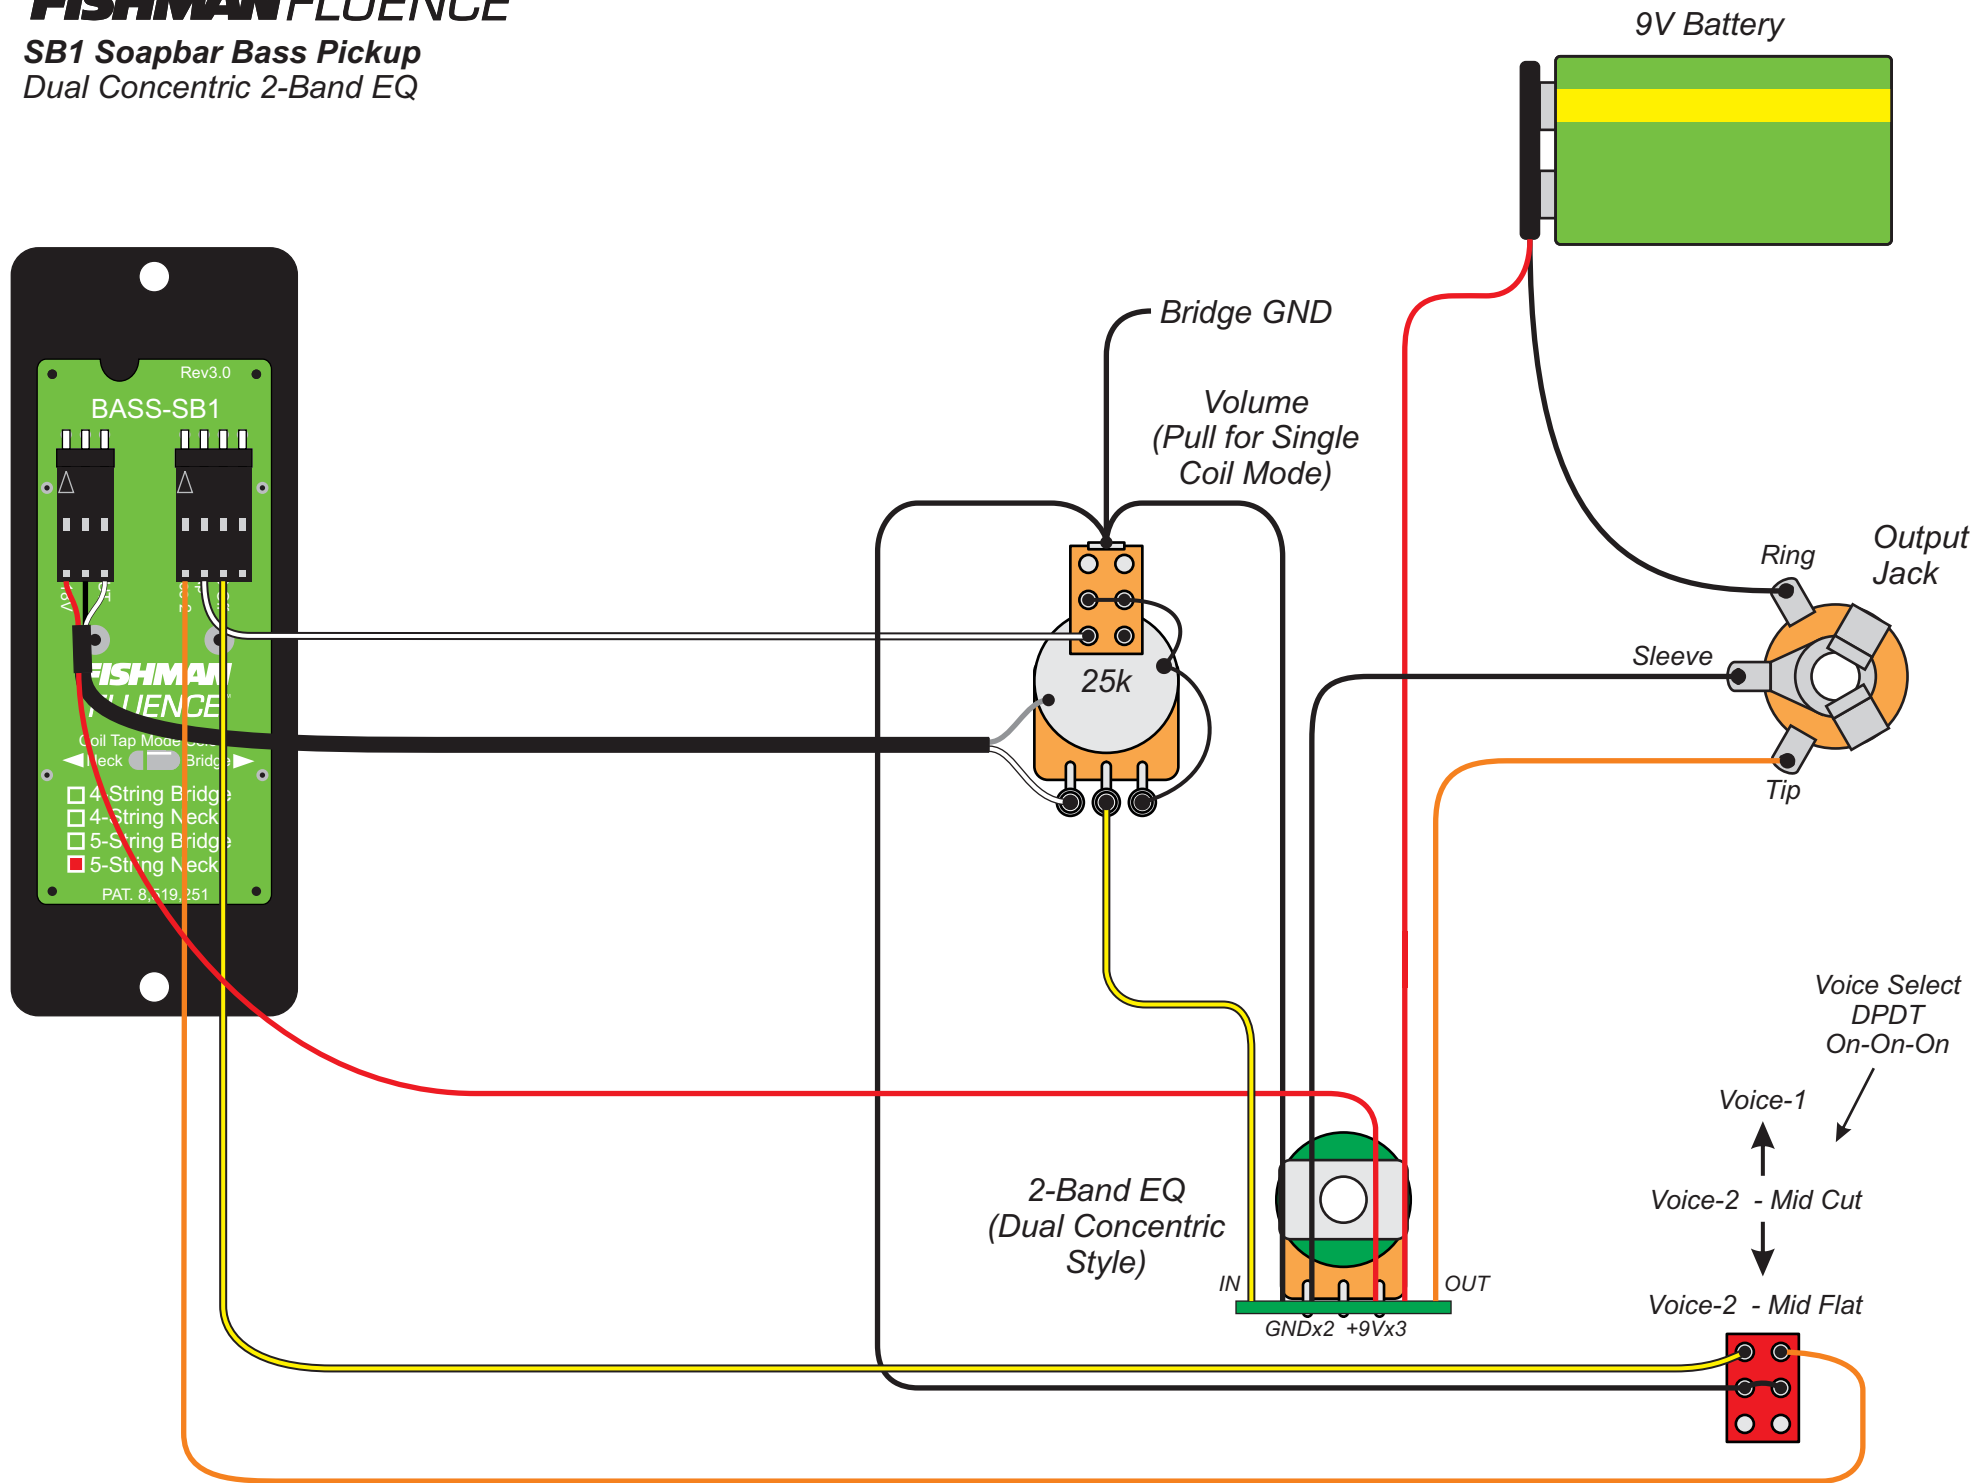 FISHMAN FLUENCE
SB1 Soapbar Bass Pickup
Dual Concentric 2-Band EQ
9V Battery
Bridge GND
Volume
(Pull for Single
Coil Mode)
Rev3.0
BASS-SB1
FISHMAN
FLUENCE
Coil Tap Mode
Neck
Bridge
4-String Bridge
4-String Neck
5-String Bridge
5-String Neck
PAT. 8,519,251
25k
Ring
Output
Jack
Sleeve
Tip
Voice Select
DPDT
On-On-On
Voice-1
Voice-2 - Mid Cut
Voice-2 - Mid Flat
2-Band EQ
(Dual Concentric
Style)
IN
OUT
GNDx2 +9Vx3